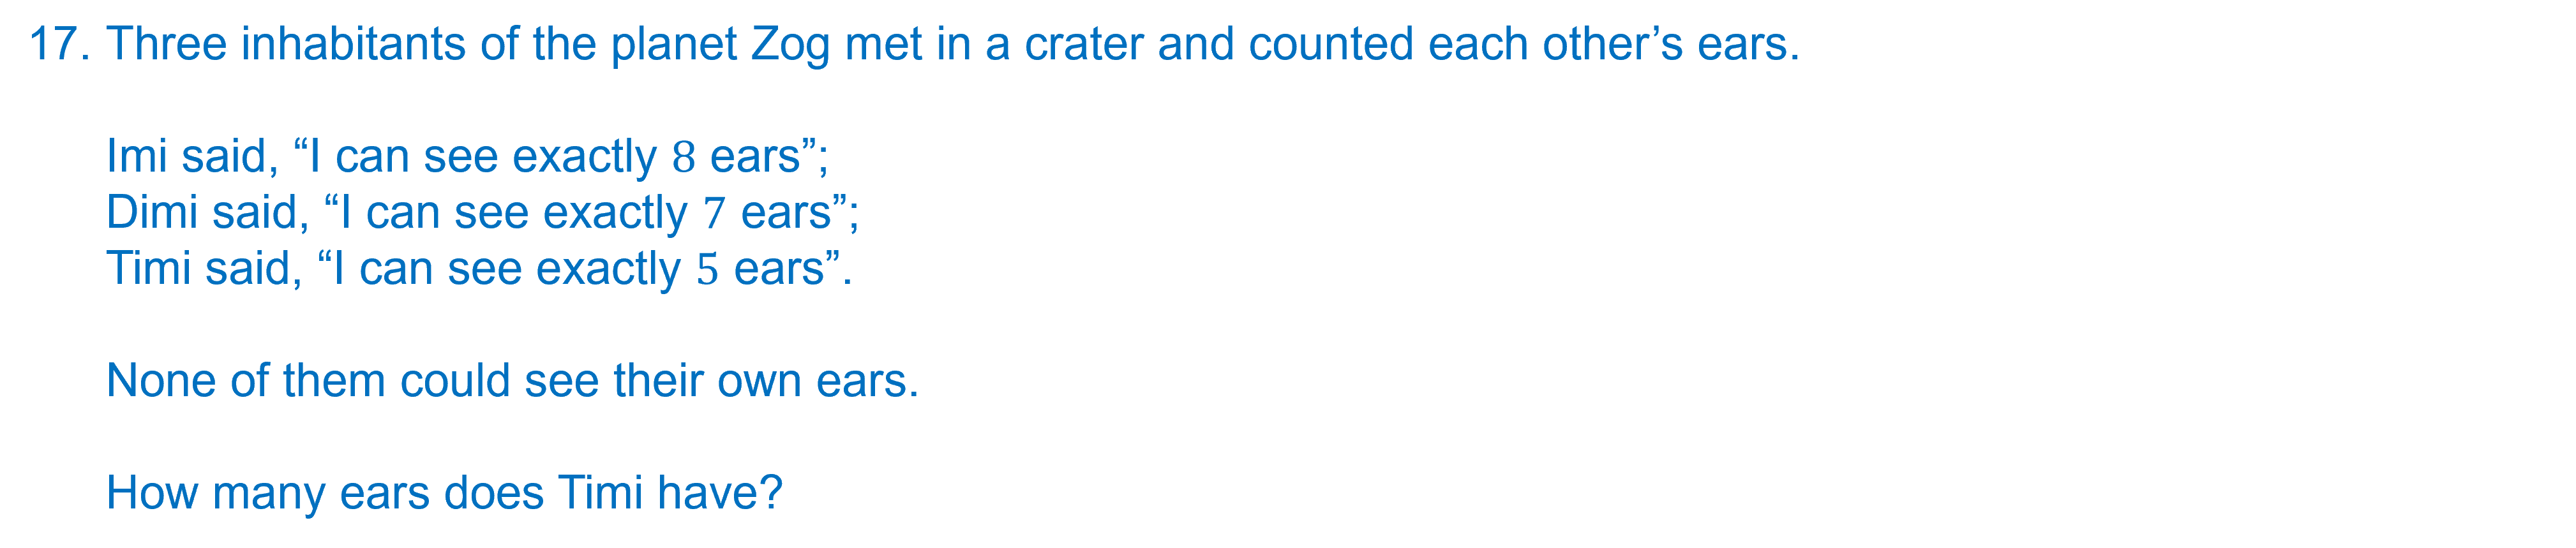 17. Three inhabitants of the planet Zog met in a crater and counted each other’s ears.
Imi said, “I can see exactly 8 ears”;
Dimi said, “I can see exactly 7 ears”;
Timi said, “I can see exactly 5 ears”.
None of them could see their own ears.
How many ears does Timi have?